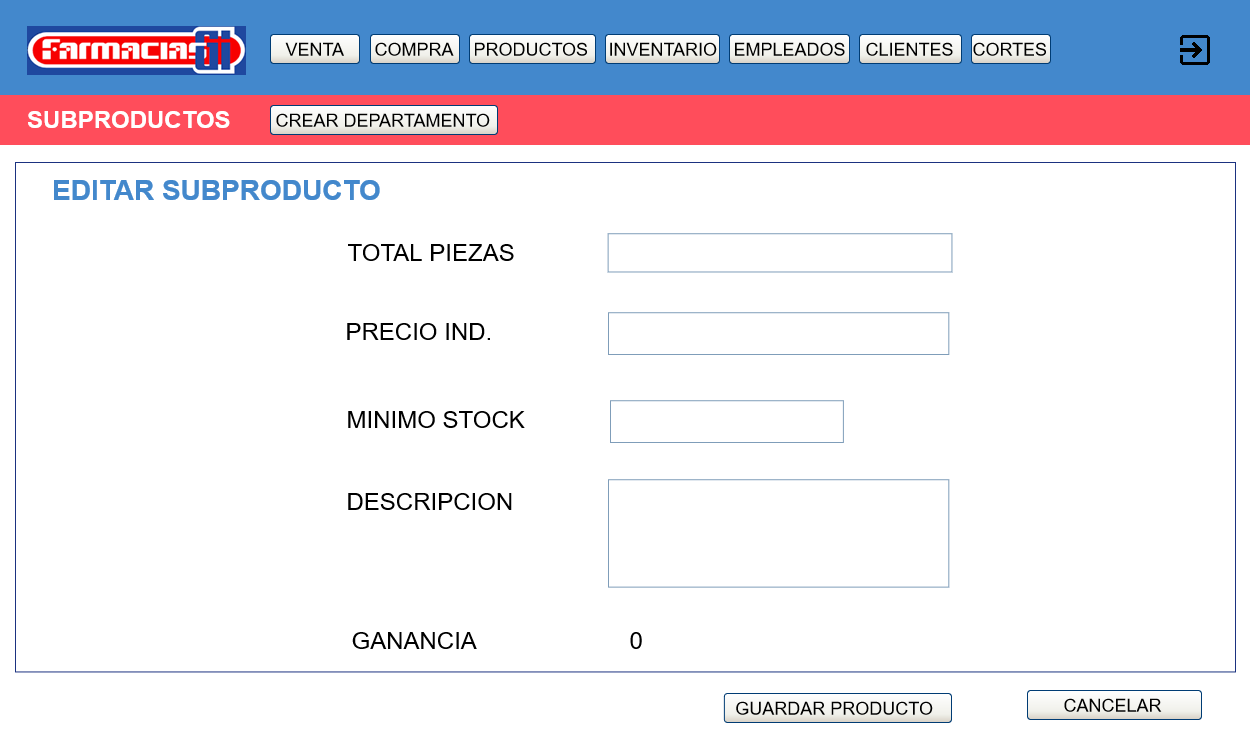 Farmacias SI VENTA COMPRA PRODUCTOS INVENTARIO EMPLEADOS CLIENTES CORTES
SUBPRODUCTOS CREAR DEPARTAMENTO
EDITAR SUBPRODUCTO
TOTAL PIEZAS
PRECIO IND.
MINIMO STOCK
DESCRIPCION
GANANCIA 0
GUARDAR PRODUCTO CANCELAR